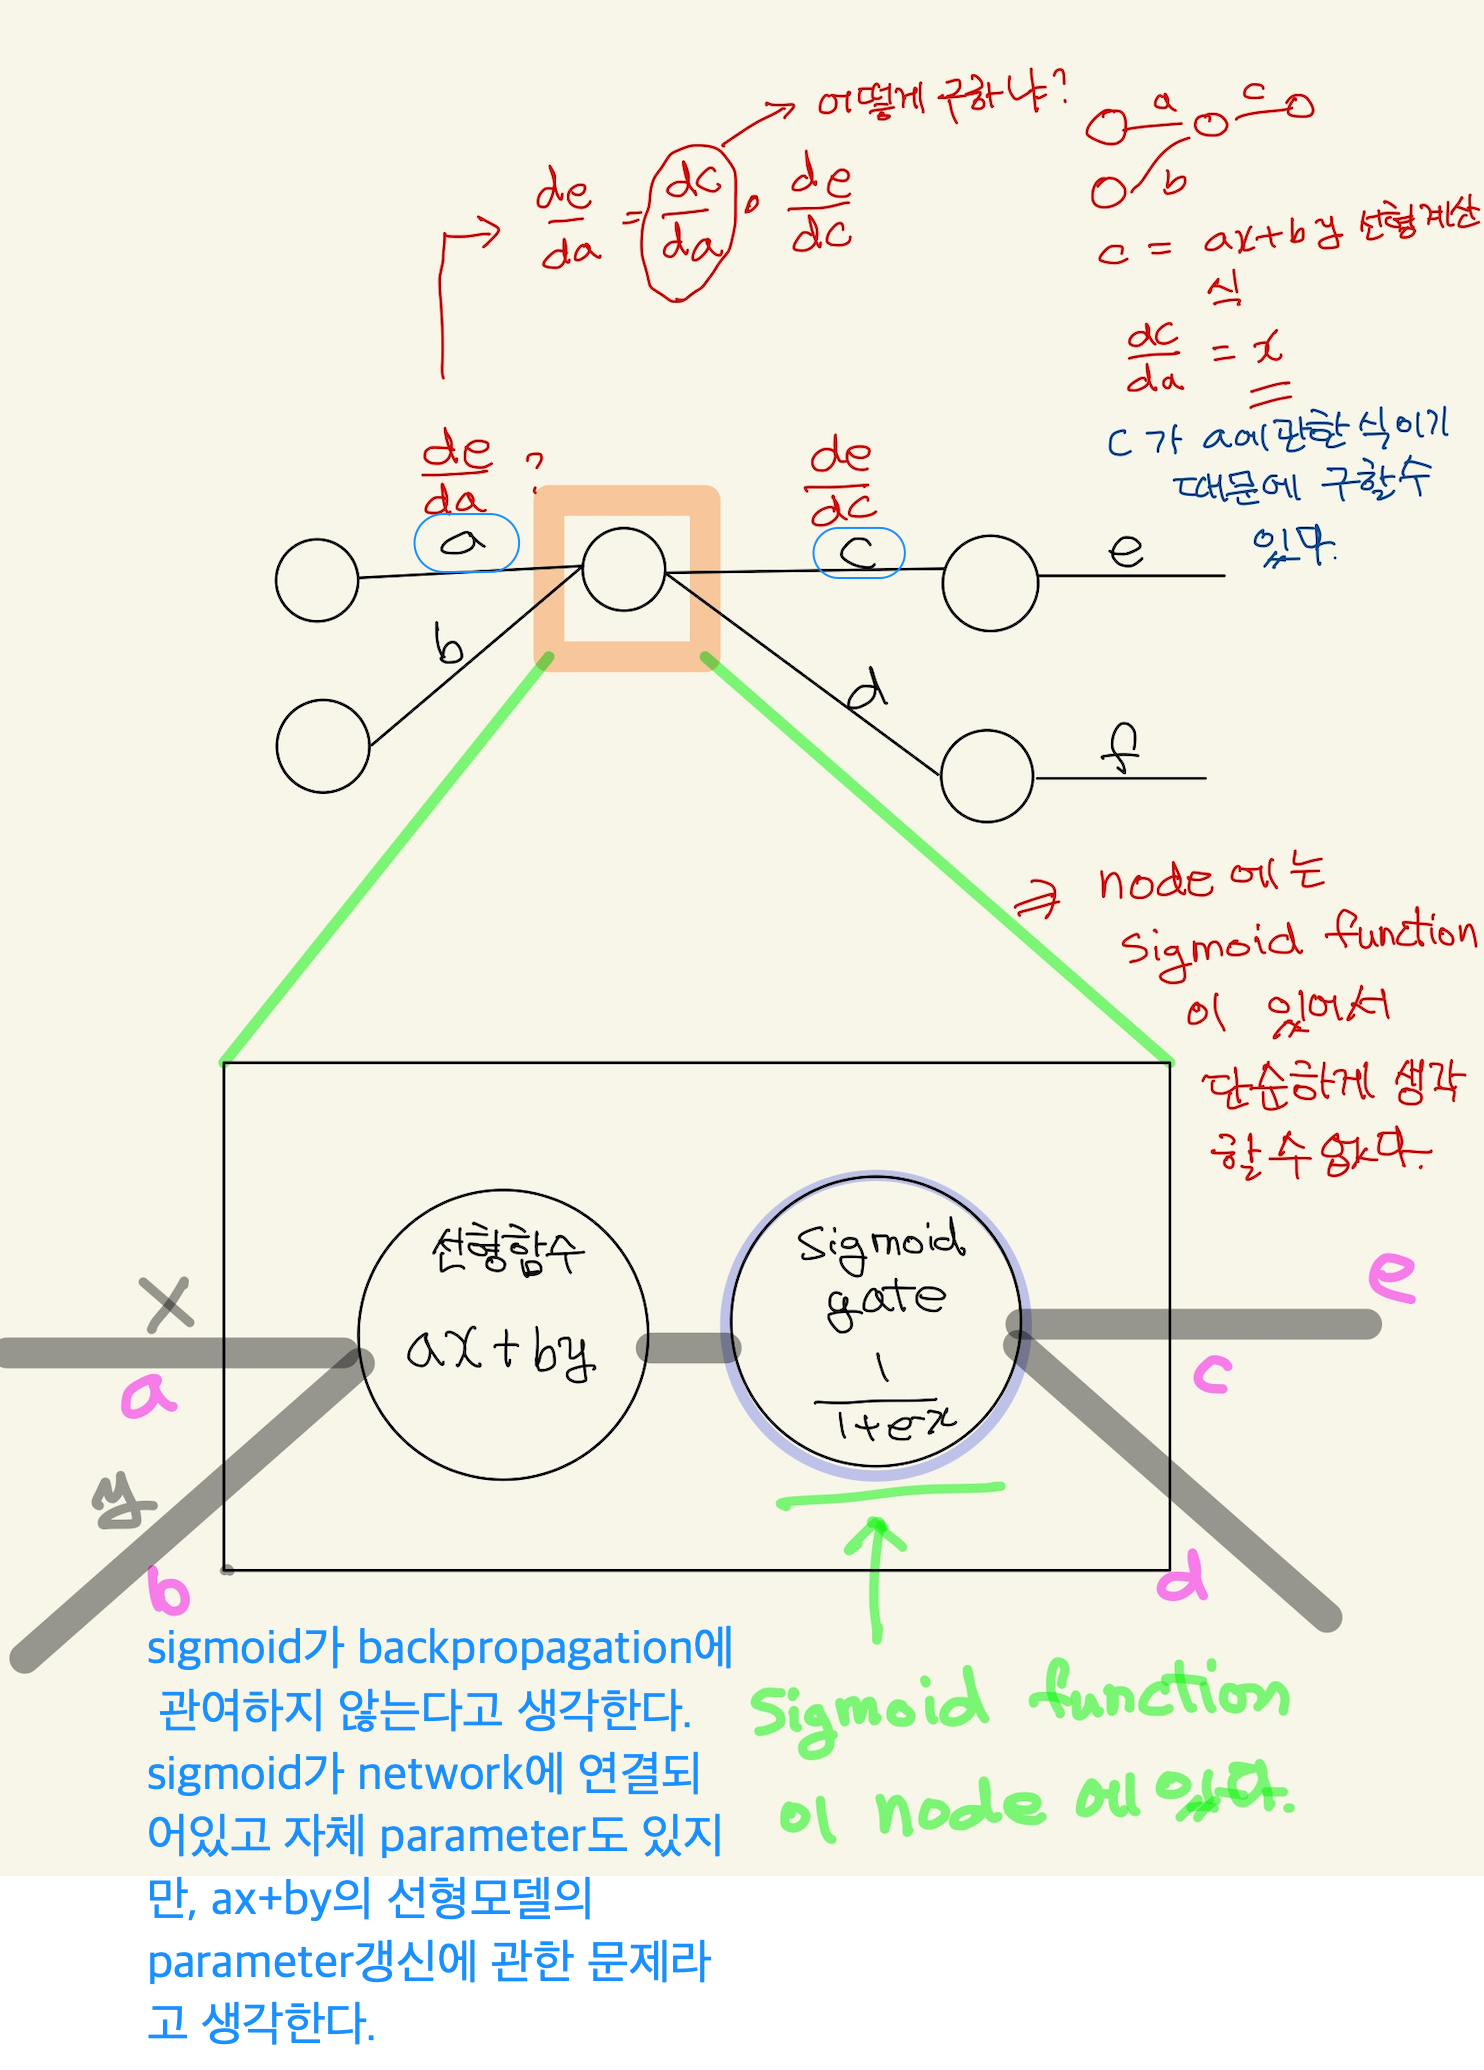 어떻게 구하냐?
de/da = dc/da · de/dc
a
c
b
c = ax+by 선형계산
식
dc/da = x
c가 a에 관한 식이기
때문에 구할 수
있다.
de/da ?
de/dc
a
c
e
b
d
f
⇒ node 에는
sigmoid function
이 있어서
단순하게 생각
할 수 없다.
선형함수
ax+by
Sigmoid
gate
1/(1+e-x)
x
a
y
b
e
c
d
sigmoid가 backpropagation에
관여하지 않는다고 생각한다.
sigmoid가 network에 연결되
어있고 자체 parameter도 있지
만, ax+by의 선형모델의
parameter갱신에 관한 문제라
고 생각한다.
Sigmoid function
이 node 에 있다.